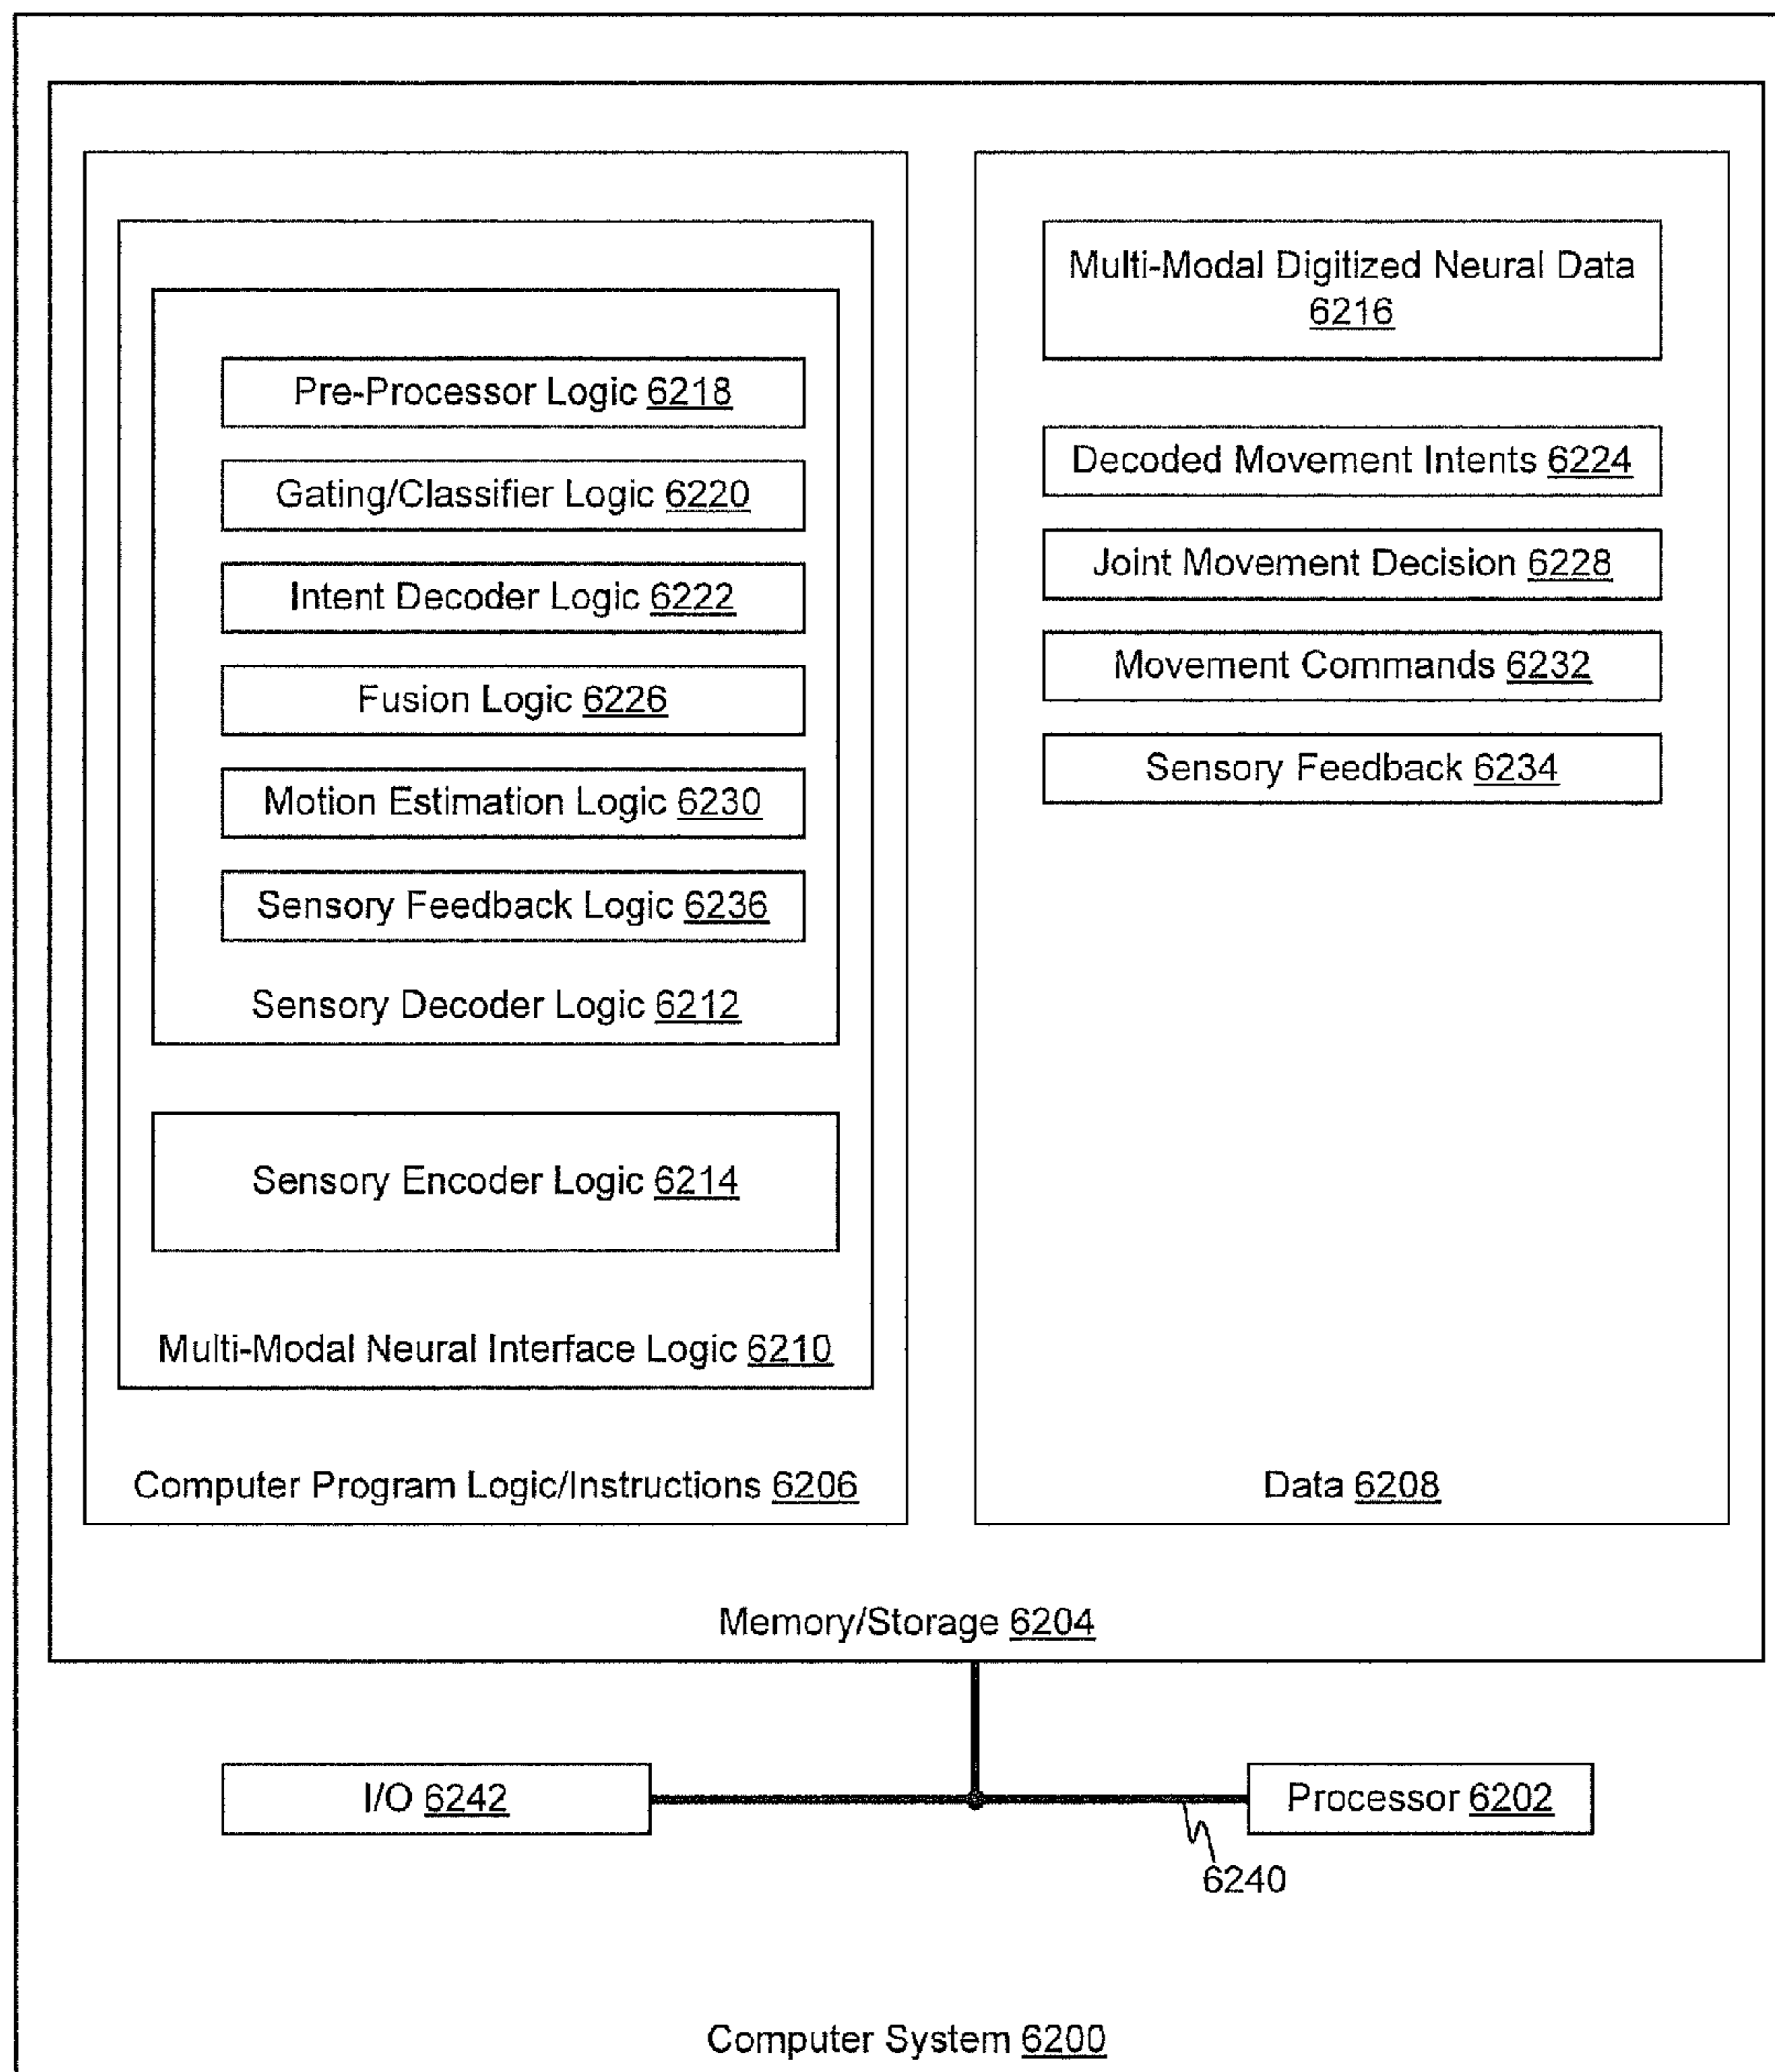 Multi-Modal Digitized Neural Data
6216
Pre-Processor Logic 6218
Gating/Classifier Logic 6220
Intent Decoder Logic 6222
Fusion Logic 6226
Motion Estimation Logic 6230
Sensory Feedback Logic 6236
Sensory Decoder Logic 6212
Sensory Encoder Logic 6214
Multi-Modal Neural Interface Logic 6210
Computer Program Logic/Instructions 6206
Decoded Movement Intents 6224
Joint Movement Decision 6228
Movement Commands 6232
Sensory Feedback 6234
Data 6208
Memory/Storage 6204
I/O 6242
Processor 6202
6240
Computer System 6200